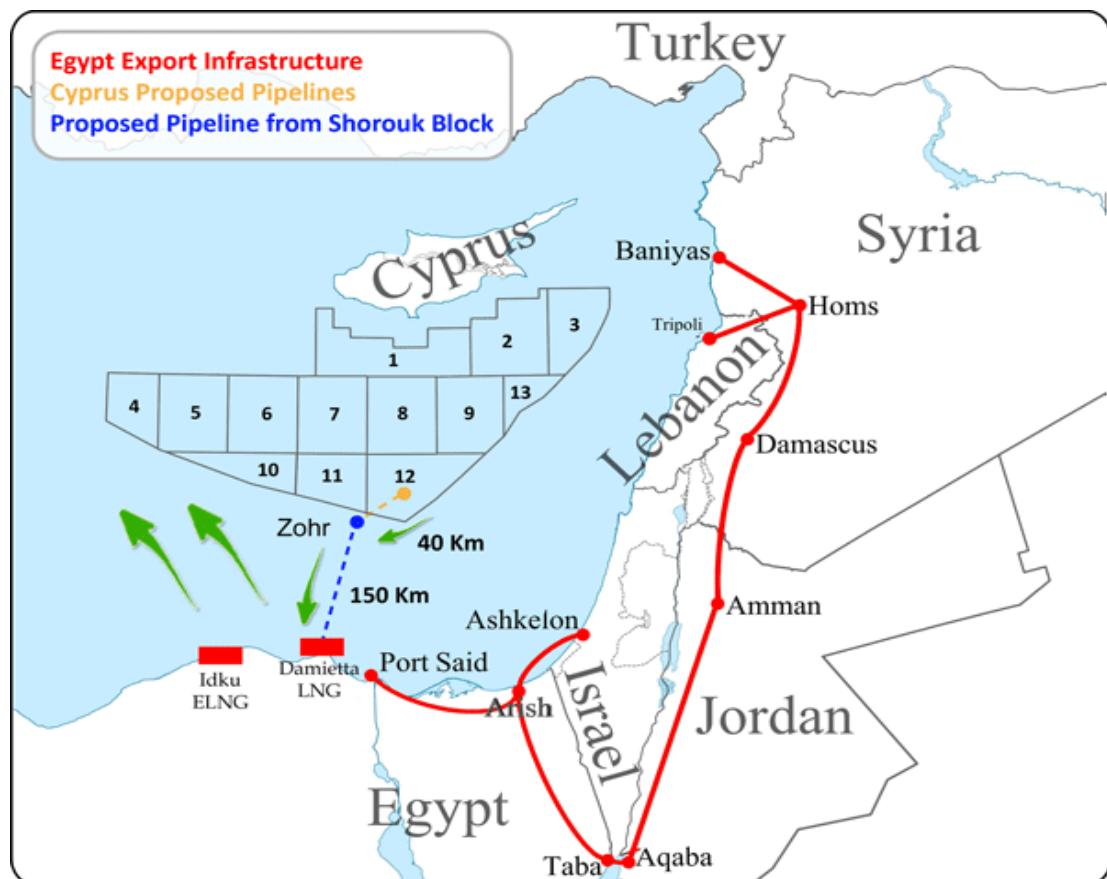 Turkey
Egypt Export Infrastructure
Cyprus Proposed Pipelines
Proposed Pipeline from Shorouk Block
Syria
Cyprus
Baniyas
Homs
Tripoli
3
2
1
Lebanon
13
4
5
6
7
8
9
Damascus
10
11
12
Zohr
40 Km
150 Km
Amman
Ashkelon
Idku
ELNG
Damietta
LNG
Port Said
Arish
Israel
Jordan
Egypt
Taba
Aqaba